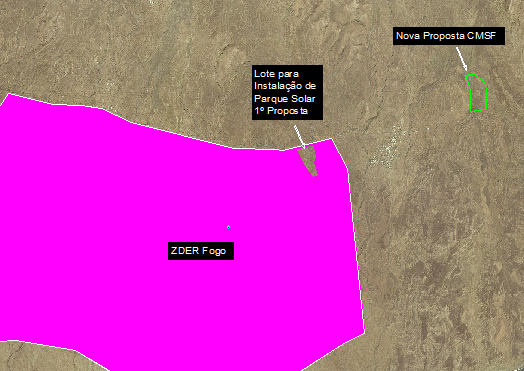 Nova Proposta CMSF
Lote para
Instalação de
Parque Solar
1º Proposta
ZDER Fogo